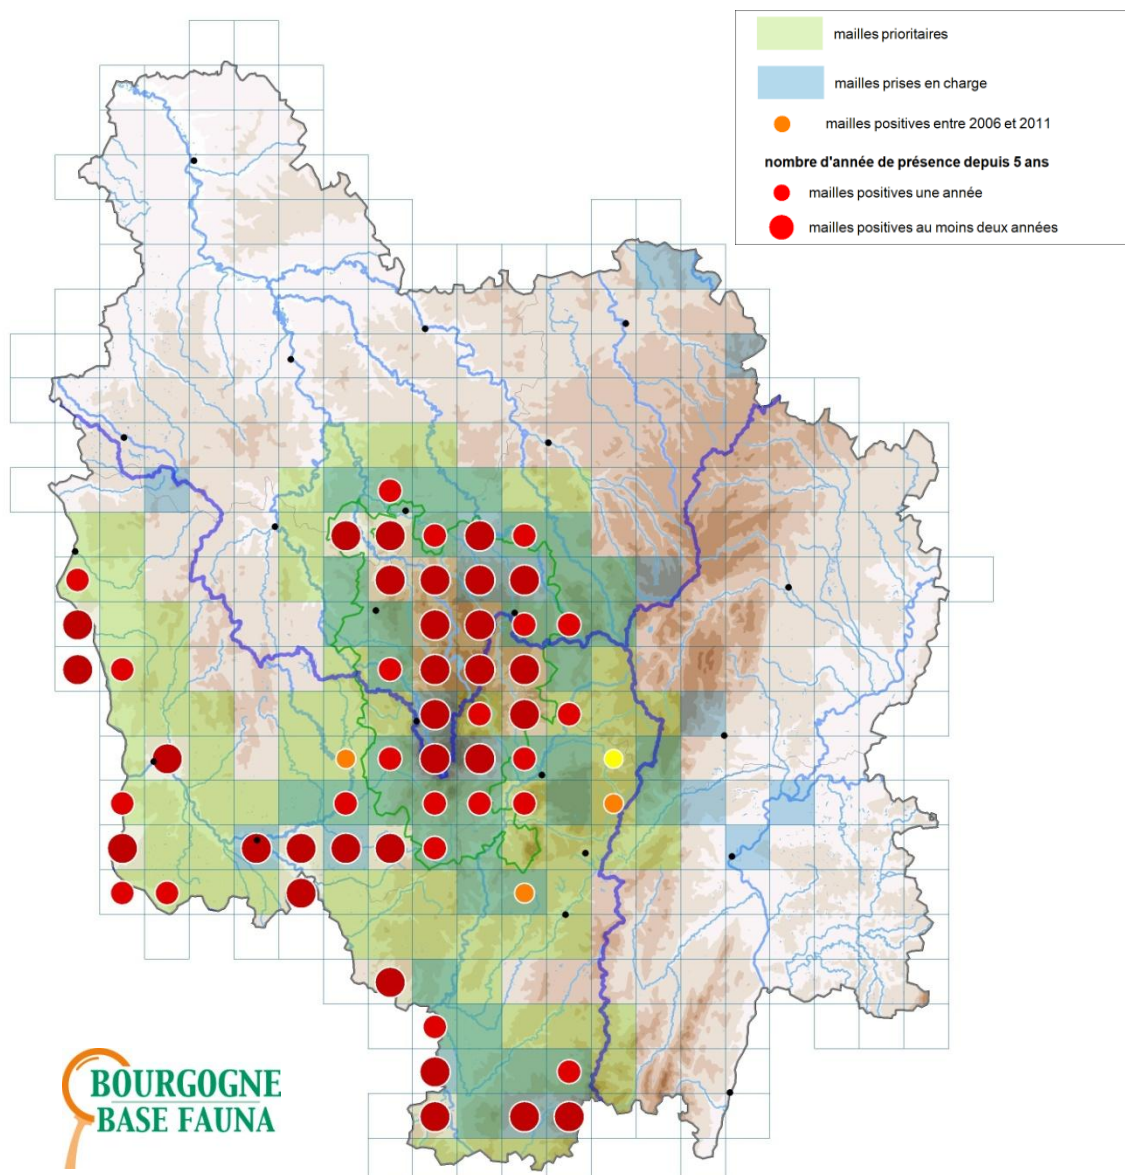 mailles prioritaires
mailles prises en charge
mailles positives entre 2006 et 2011
nombre d'année de présence depuis 5 ans
mailles positives une année
mailles positives au moins deux années
BOURGOGNE
BASE FAUNA